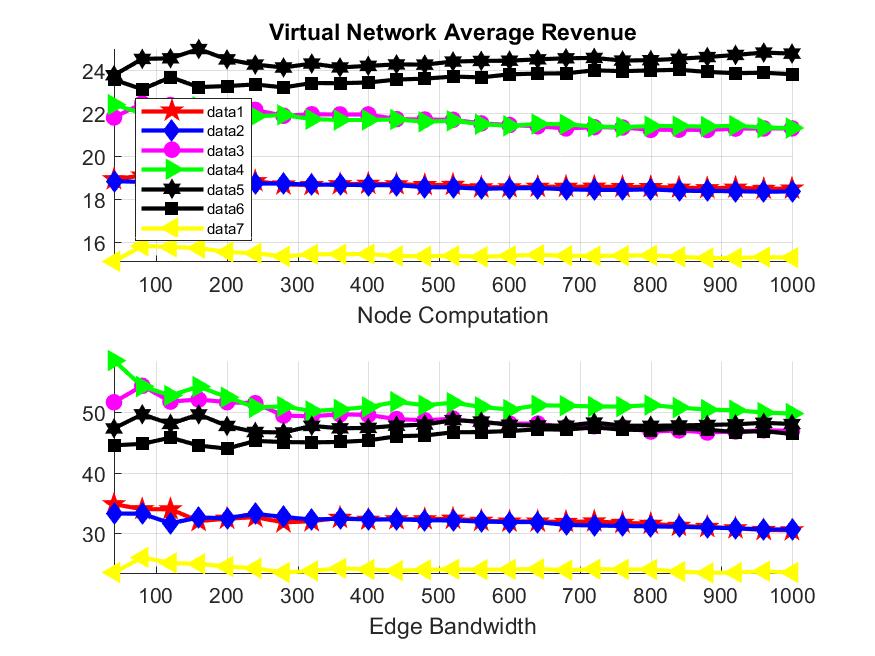 Virtual Network Average Revenue
24
22
20
18
16
data1
data2
data3
data4
data5
data6
data7
100 200 300 400 500 600 700 800 900 1000
Node Computation
50
40
30
100 200 300 400 500 600 700 800 900 1000
Edge Bandwidth